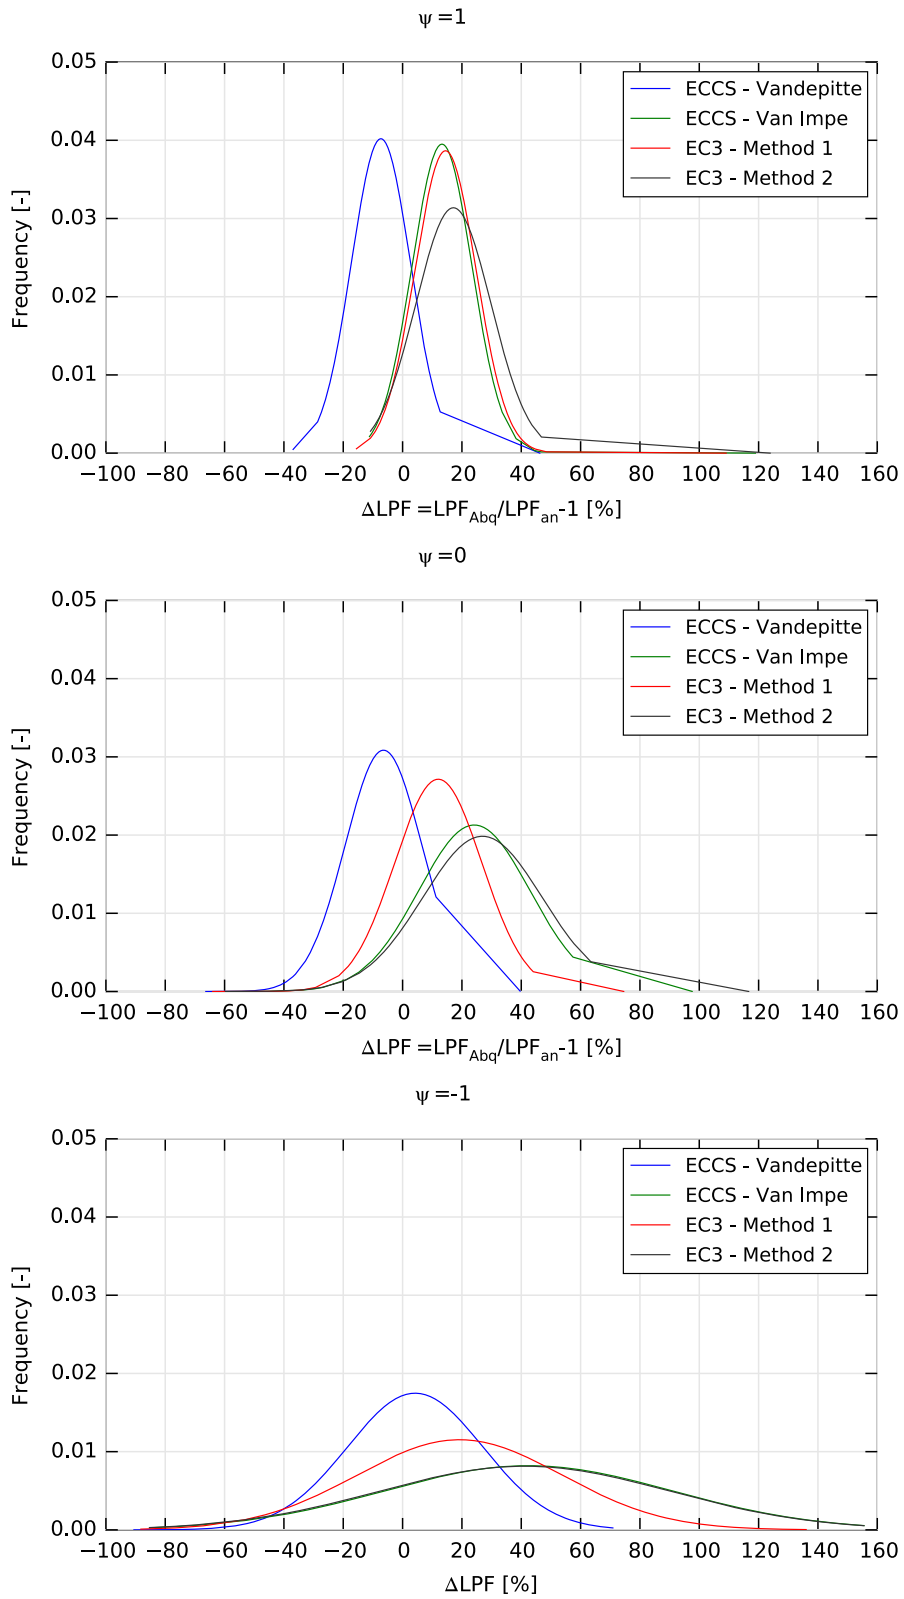 ψ =1
0.05
0.04
0.03
0.02
0.01
0.00
Frequency [-]
ECCS - Vandepitte
ECCS - Van Impe
EC3 - Method 1
EC3 - Method 2
−100 −80 −60 −40 −20 0 20 40 60 80 100 120 140 160
ΔLPF =LPF_Abq/LPF_an-1 [%]
ψ =0
0.05
0.04
0.03
0.02
0.01
0.00
Frequency [-]
ECCS - Vandepitte
ECCS - Van Impe
EC3 - Method 1
EC3 - Method 2
−100 −80 −60 −40 −20 0 20 40 60 80 100 120 140 160
ΔLPF =LPF_Abq/LPF_an-1 [%]
ψ =-1
0.05
0.04
0.03
0.02
0.01
0.00
Frequency [-]
ECCS - Vandepitte
ECCS - Van Impe
EC3 - Method 1
EC3 - Method 2
−100 −80 −60 −40 −20 0 20 40 60 80 100 120 140 160
ΔLPF [%]